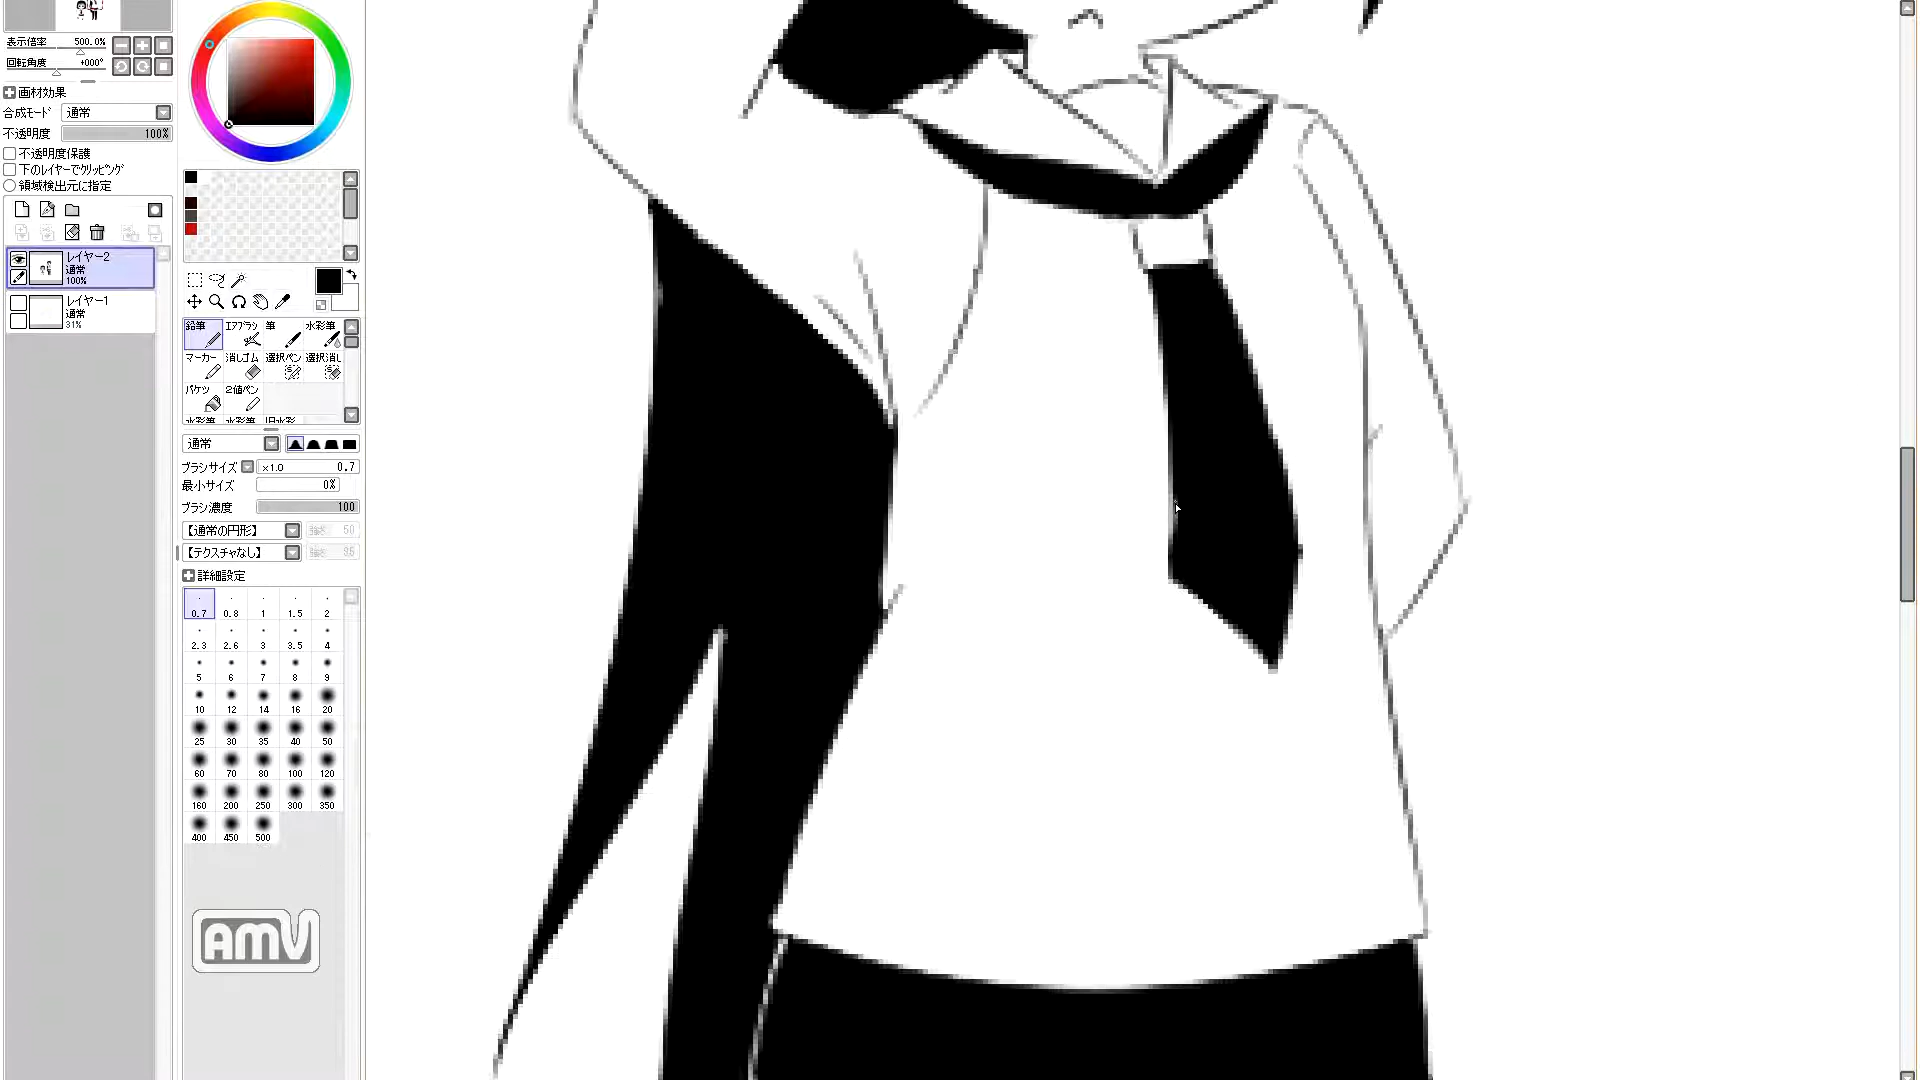 表示倍率 500.0%
回転角度 +000°
画材効果
合成モード 通常
不透明度 100%
不透明度保護
下のレイヤーでクリッピング
領域検出元に指定
レイヤー2
通常
100%
レイヤー1
通常
31%
鉛筆 エアブラシ 筆 水彩筆
マーカー 消しゴム 選択ペン 選択消し
バケツ 2値ペン
通常
ブラシサイズ ×1.0 0.7
最小サイズ 0%
ブラシ濃度 100
【通常の円形】 強さ 50
【テクスチャなし】 強さ 95
詳細設定
0.7 0.8 1 1.5 2
2.3 2.6 3 3.5 4
5 6 7 8 9
10 12 14 16 20
25 30 35 40 50
60 70 80 100 120
160 200 250 300 350
400 450 500
AMV